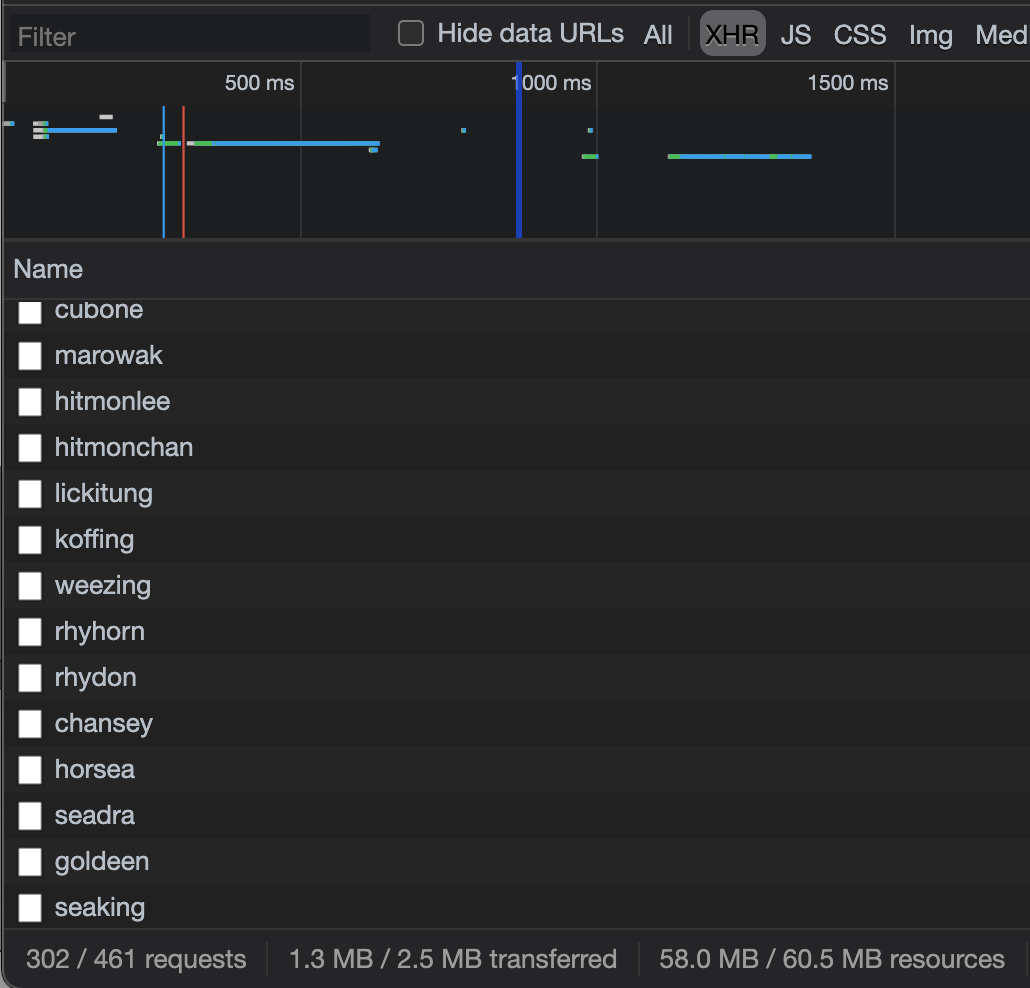 Filter Hide data URLs All XHR JS CSS Img Med
500 ms 1000 ms 1500 ms
Name
cubone
marowak
hitmonlee
hitmonchan
lickitung
koffing
weezing
rhyhorn
rhydon
chansey
horsea
seadra
goldeen
seaking
302 / 461 requests 1.3 MB / 2.5 MB transferred 58.0 MB / 60.5 MB resources